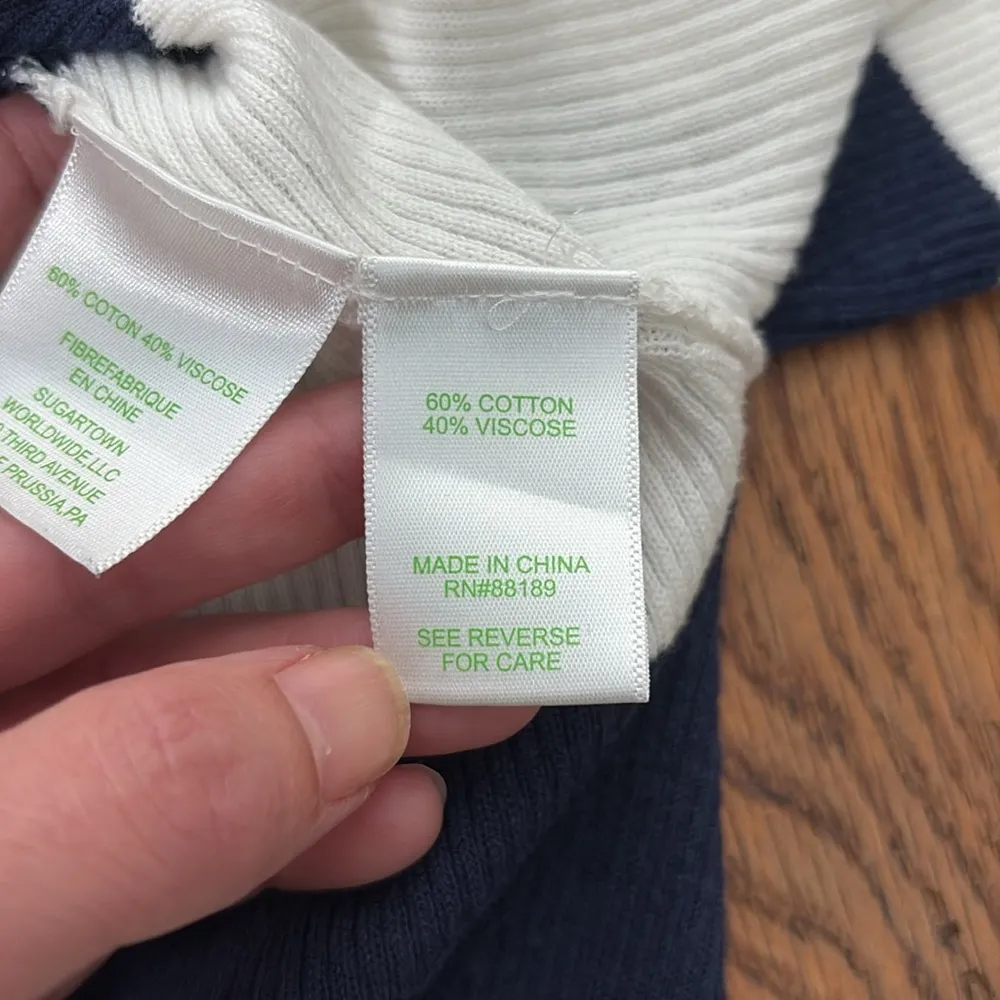 60% COTON 40% VISCOSE
FIBREFABRIQUE
EN CHINE
SUGARTOWN
WORLDWIDE,LLC
THIRD AVENUE
PRUSSIA,PA
60% COTTON
40% VISCOSE
MADE IN CHINA
RN#88189
SEE REVERSE
FOR CARE